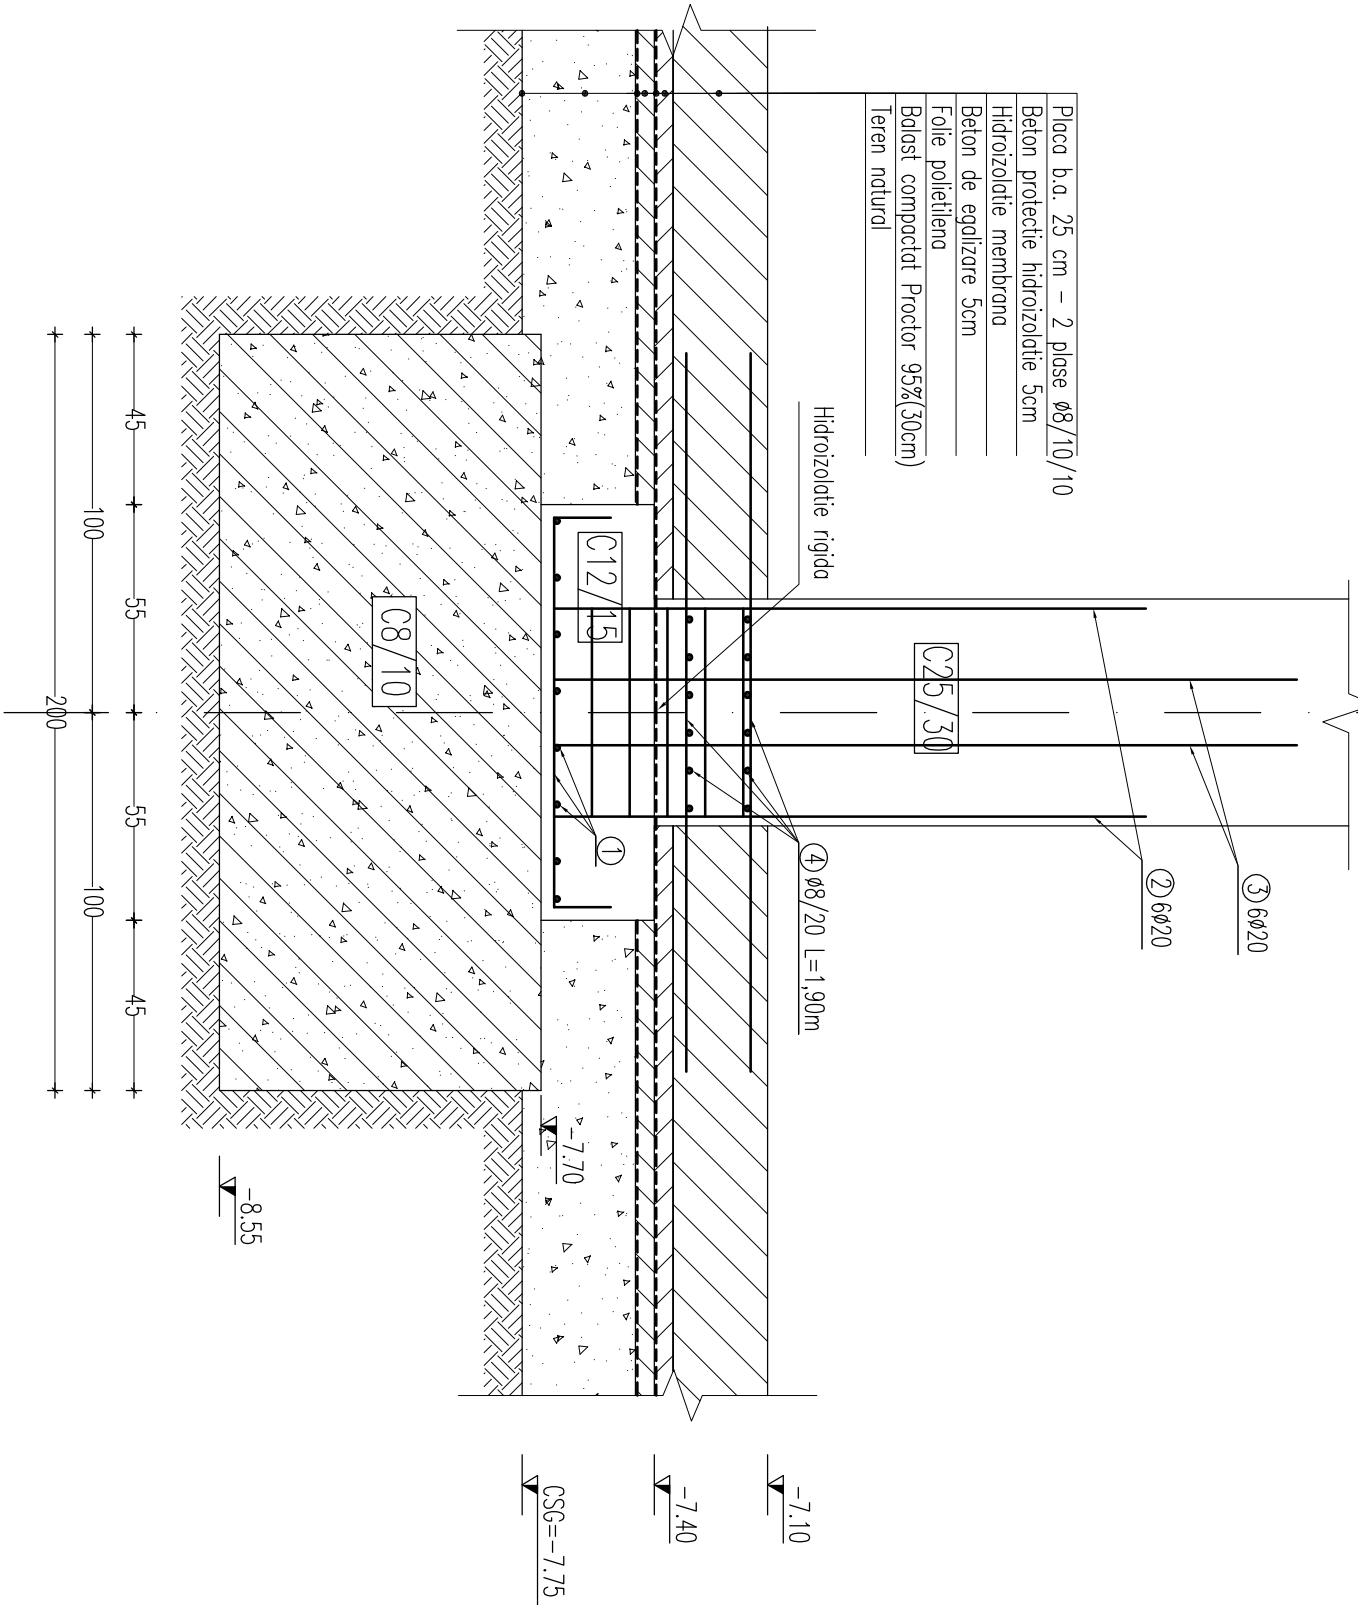 Placa b.a. 25 cm - 2 plase Ø8/10/10
Beton protectie hidroizolatie 5cm
Hidroizolatie membrana
Beton de egalizare 5cm
Folie polietilena
Balast compactat Proctor 95%(30cm)
Teren natural
Hidroizolatie rigida
C25/30
C12/15
C8/10
3 6Ø20
2 6Ø20
4 Ø8/20 L=1,90m
1
-7.10
-7.40
CSG=-7.75
-7.70
-8.55
45
55
55
45
100
100
200